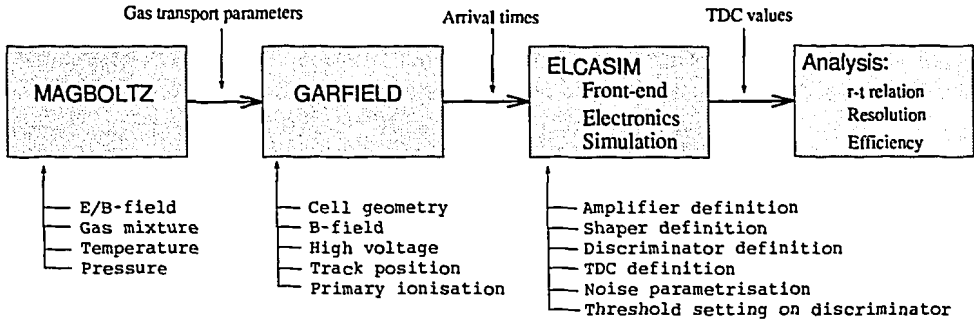 Gas transport parameters
Arrival times
TDC values
MAGBOLTZ
GARFIELD
ELCASIM
Front-end
Electronics
Simulation
Analysis:
r-t relation
Resolution
Efficiency
E/B-field
Gas mixture
Temperature
Pressure
Cell geometry
B-field
High voltage
Track position
Primary ionisation
Amplifier definition
Shaper definition
Discriminator definition
TDC definition
Noise parametrisation
Threshold setting on discriminator